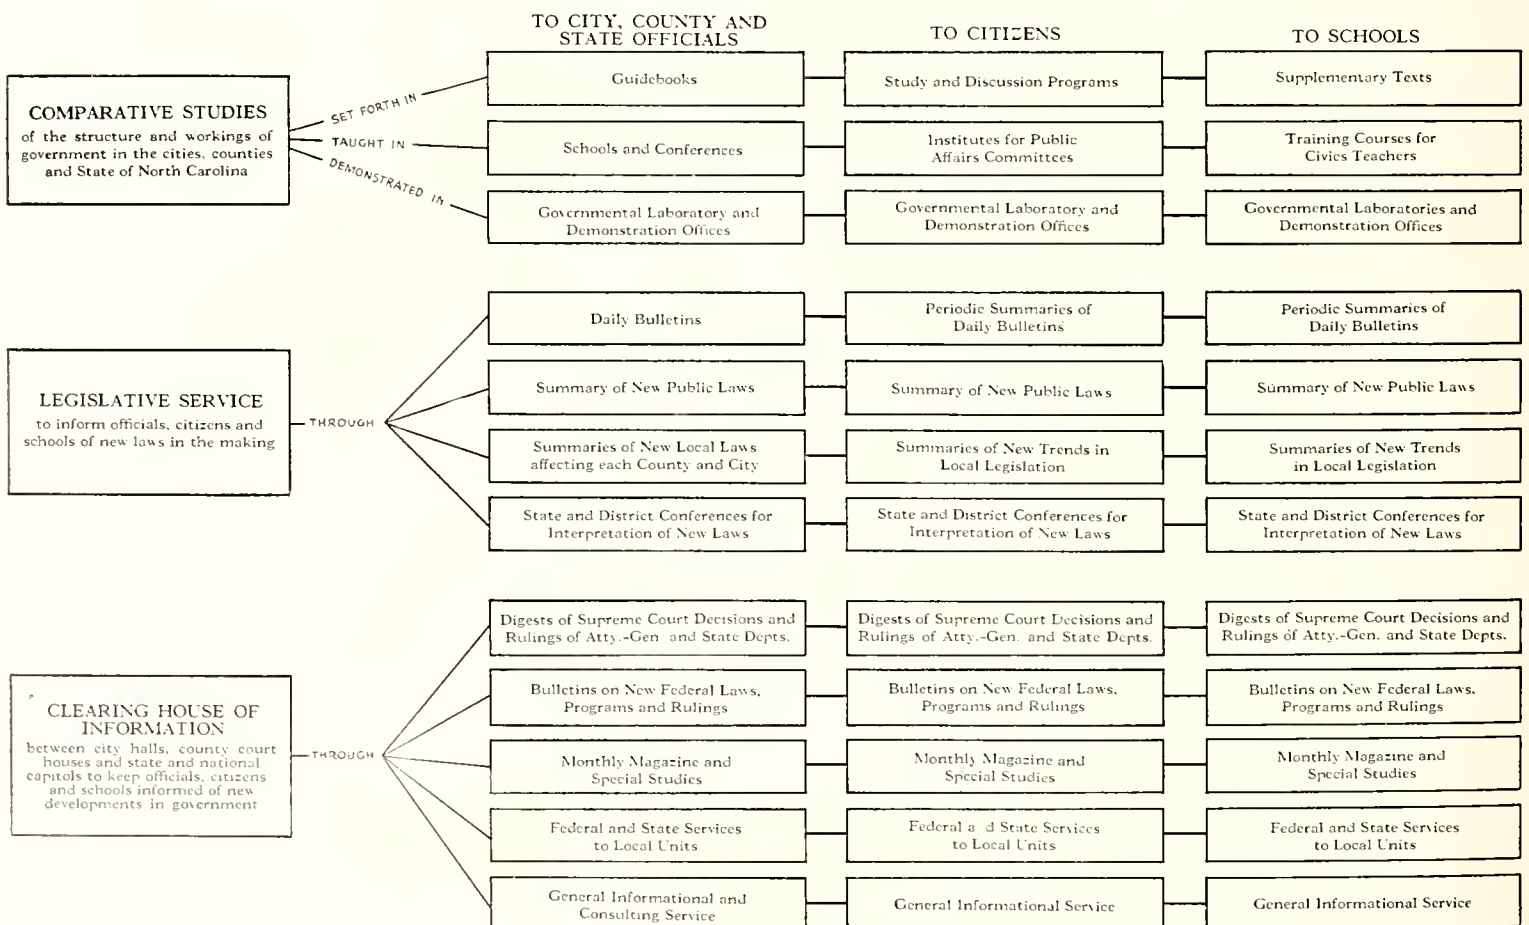 TO CITY, COUNTY AND
STATE OFFICIALS
TO CITIZENS
TO SCHOOLS
COMPARATIVE STUDIES
of the structure and workings of
government in the cities, counties
and State of North Carolina
SET FORTH IN
TAUGHT IN
DEMONSTRATED IN
Guidebooks
Study and Discussion Programs
Supplementary Texts
Schools and Conferences
Institutes for Public
Affairs Committees
Training Courses for
Civics Teachers
Governmental Laboratory and
Demonstration Offices
Governmental Laboratory and
Demonstration Offices
Governmental Laboratories and
Demonstration Offices
LEGISLATIVE SERVICE
to inform officials, citizens and
schools of new laws in the making
THROUGH
Daily Bulletins
Periodic Summaries of
Daily Bulletins
Periodic Summaries of
Daily Bulletins
Summary of New Public Laws
Summary of New Public Laws
Summary of New Public Laws
Summaries of New Local Laws
affecting each County and City
Summaries of New Trends in
Local Legislation
Summaries of New Trends
in Local Legislation
State and District Conferences for
Interpretation of New Laws
State and District Conferences for
Interpretation of New Laws
State and District Conferences for
Interpretation of New Laws
CLEARING HOUSE OF
INFORMATION
between city halls, county court
houses and state and national
capitols to keep officials, citizens
and schools informed of new
developments in government
THROUGH
Digests of Supreme Court Decisions and
Rulings of Atty.-Gen. and State Depts.
Digests of Supreme Court Decisions and
Rulings of Atty.-Gen. and State Depts.
Digests of Supreme Court Decisions and
Rulings of Atty.-Gen. and State Depts.
Bulletins on New Federal Laws,
Programs and Rulings
Bulletins on New Federal Laws,
Programs and Rulings
Bulletins on New Federal Laws,
Programs and Rulings
Monthly Magazine and
Special Studies
Monthly Magazine and
Special Studies
Monthly Magazine and
Special Studies
Federal and State Services
to Local Units
Federal a d State Services
to Local Units
Federal and State Services
to Local Units
General Informational and
Consulting Service
General Informational Service
General Informational Service